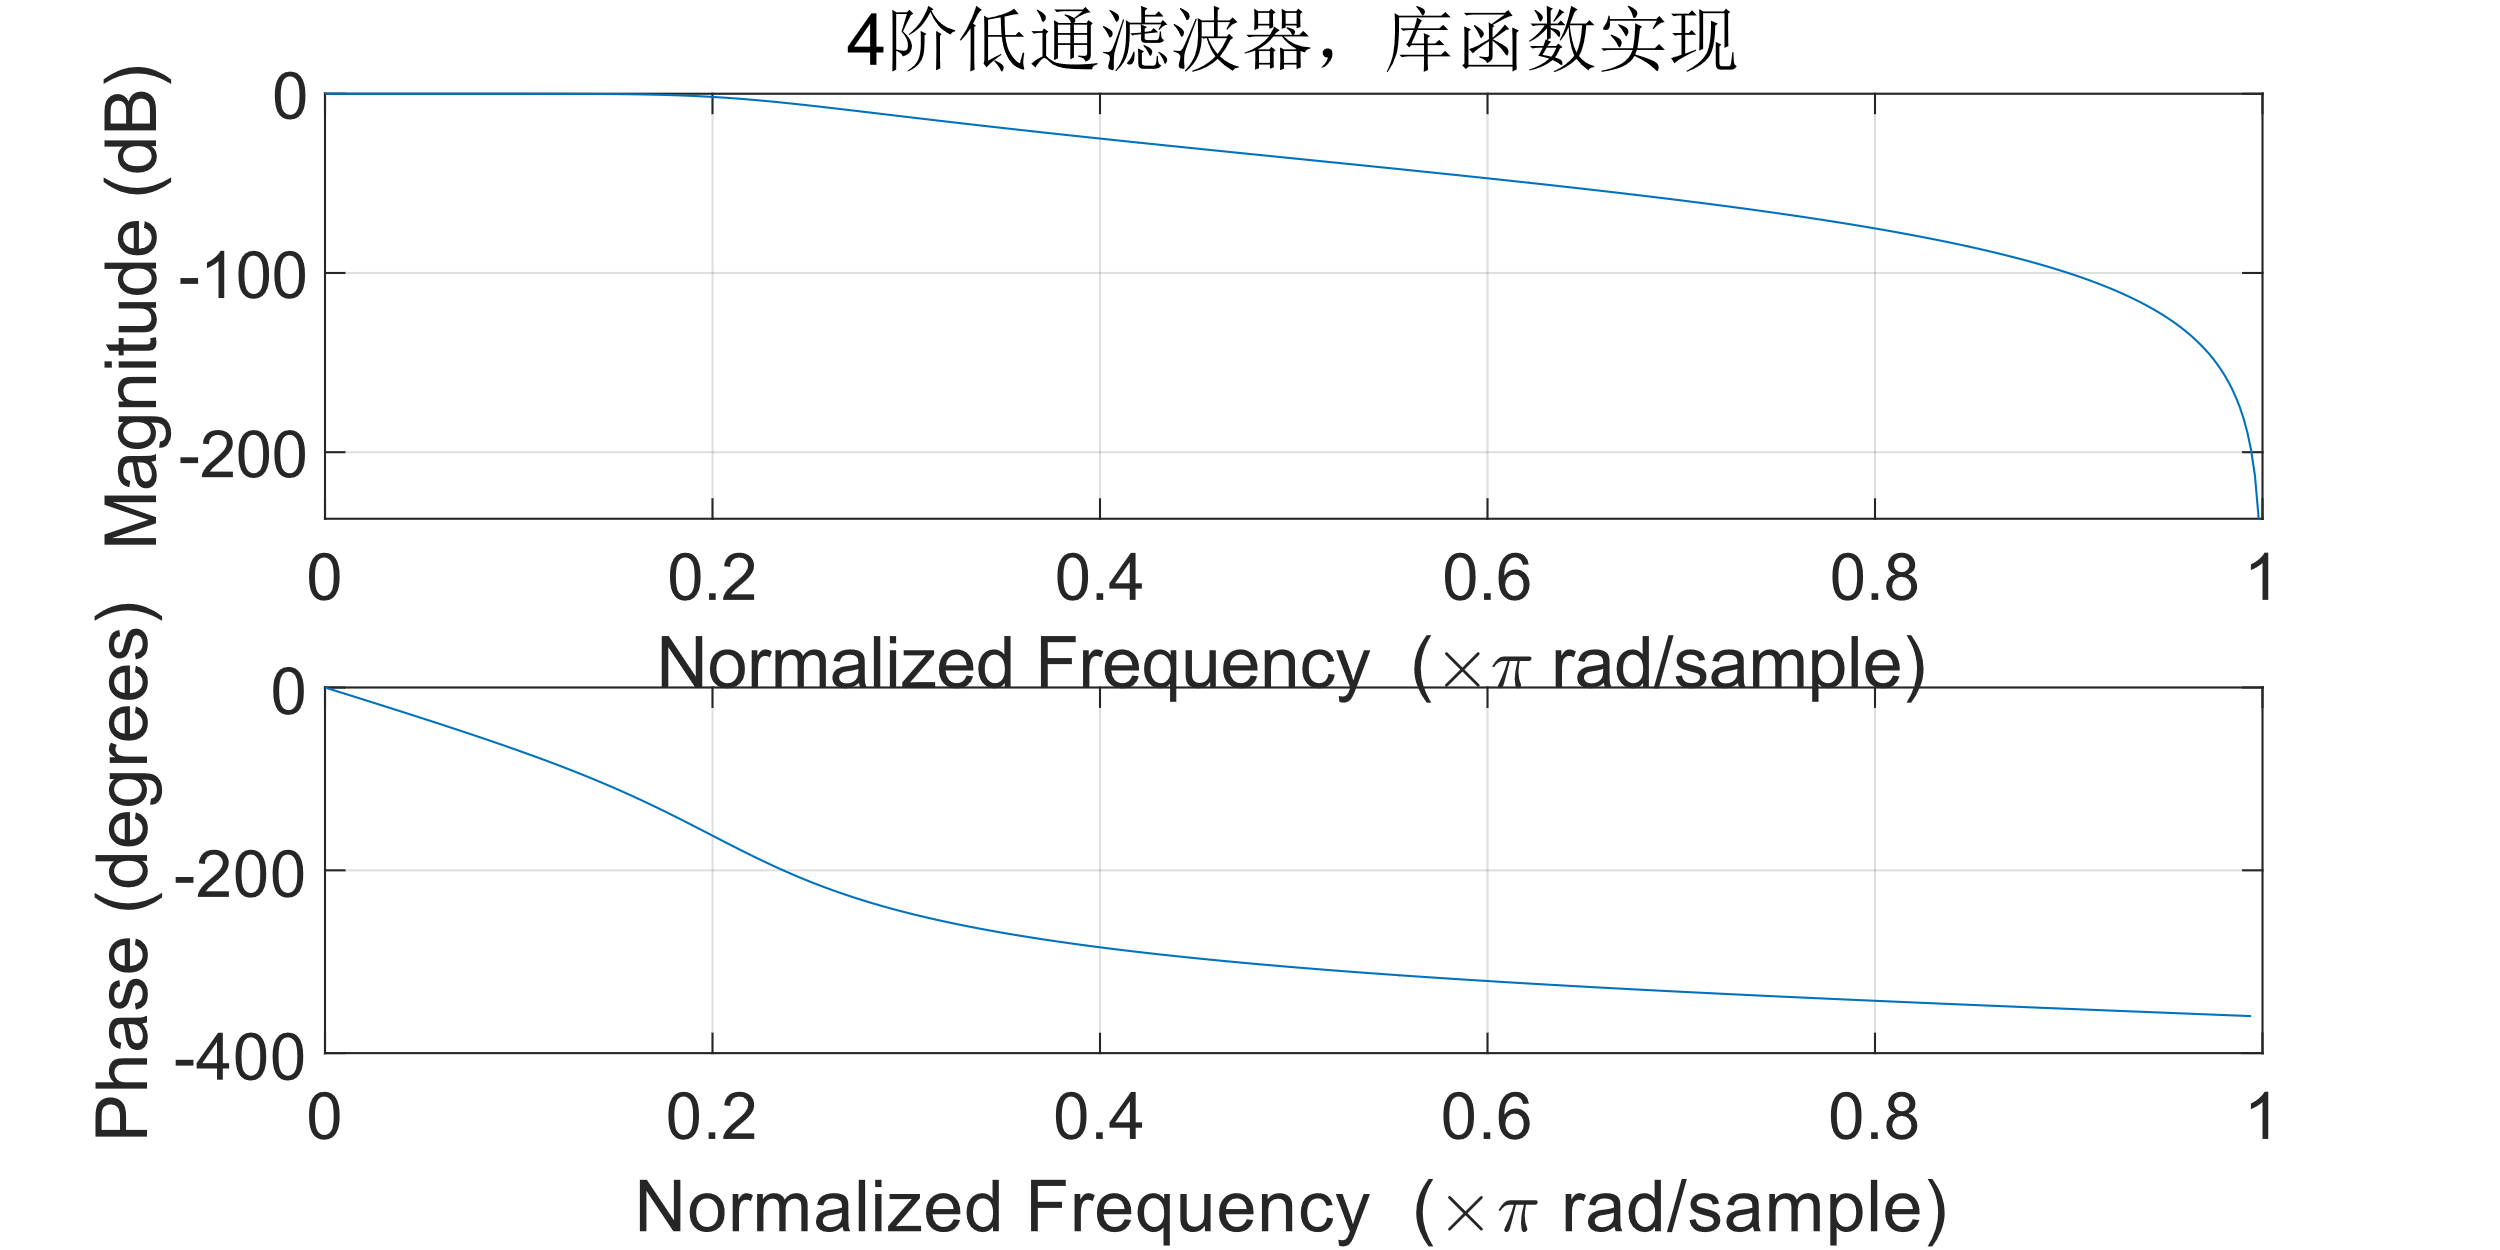 4阶低通滤波器，库函数实现
Magnitude (dB)
0
-100
-200
0 0.2 0.4 0.6 0.8 1
Normalized Frequency (×π rad/sample)
Phase (degrees)
0
-200
-400
0 0.2 0.4 0.6 0.8 1
Normalized Frequency (×π rad/sample)